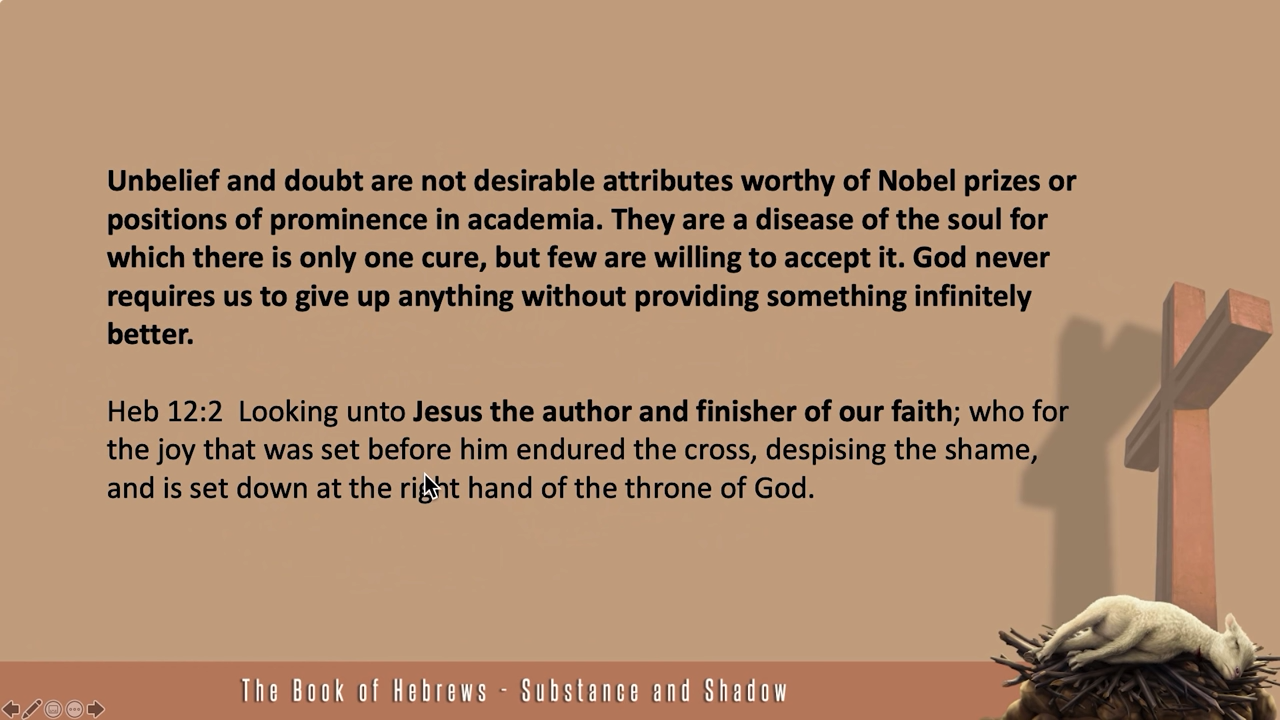 Unbelief and doubt are not desirable attributes worthy of Nobel prizes or
positions of prominence in academia. They are a disease of the soul for
which there is only one cure, but few are willing to accept it. God never
requires us to give up anything without providing something infinitely
better.
Heb 12:2  Looking unto Jesus the author and finisher of our faith; who for
the joy that was set before him endured the cross, despising the shame,
and is set down at the right hand of the throne of God.
The Book of Hebrews - Substance and Shadow